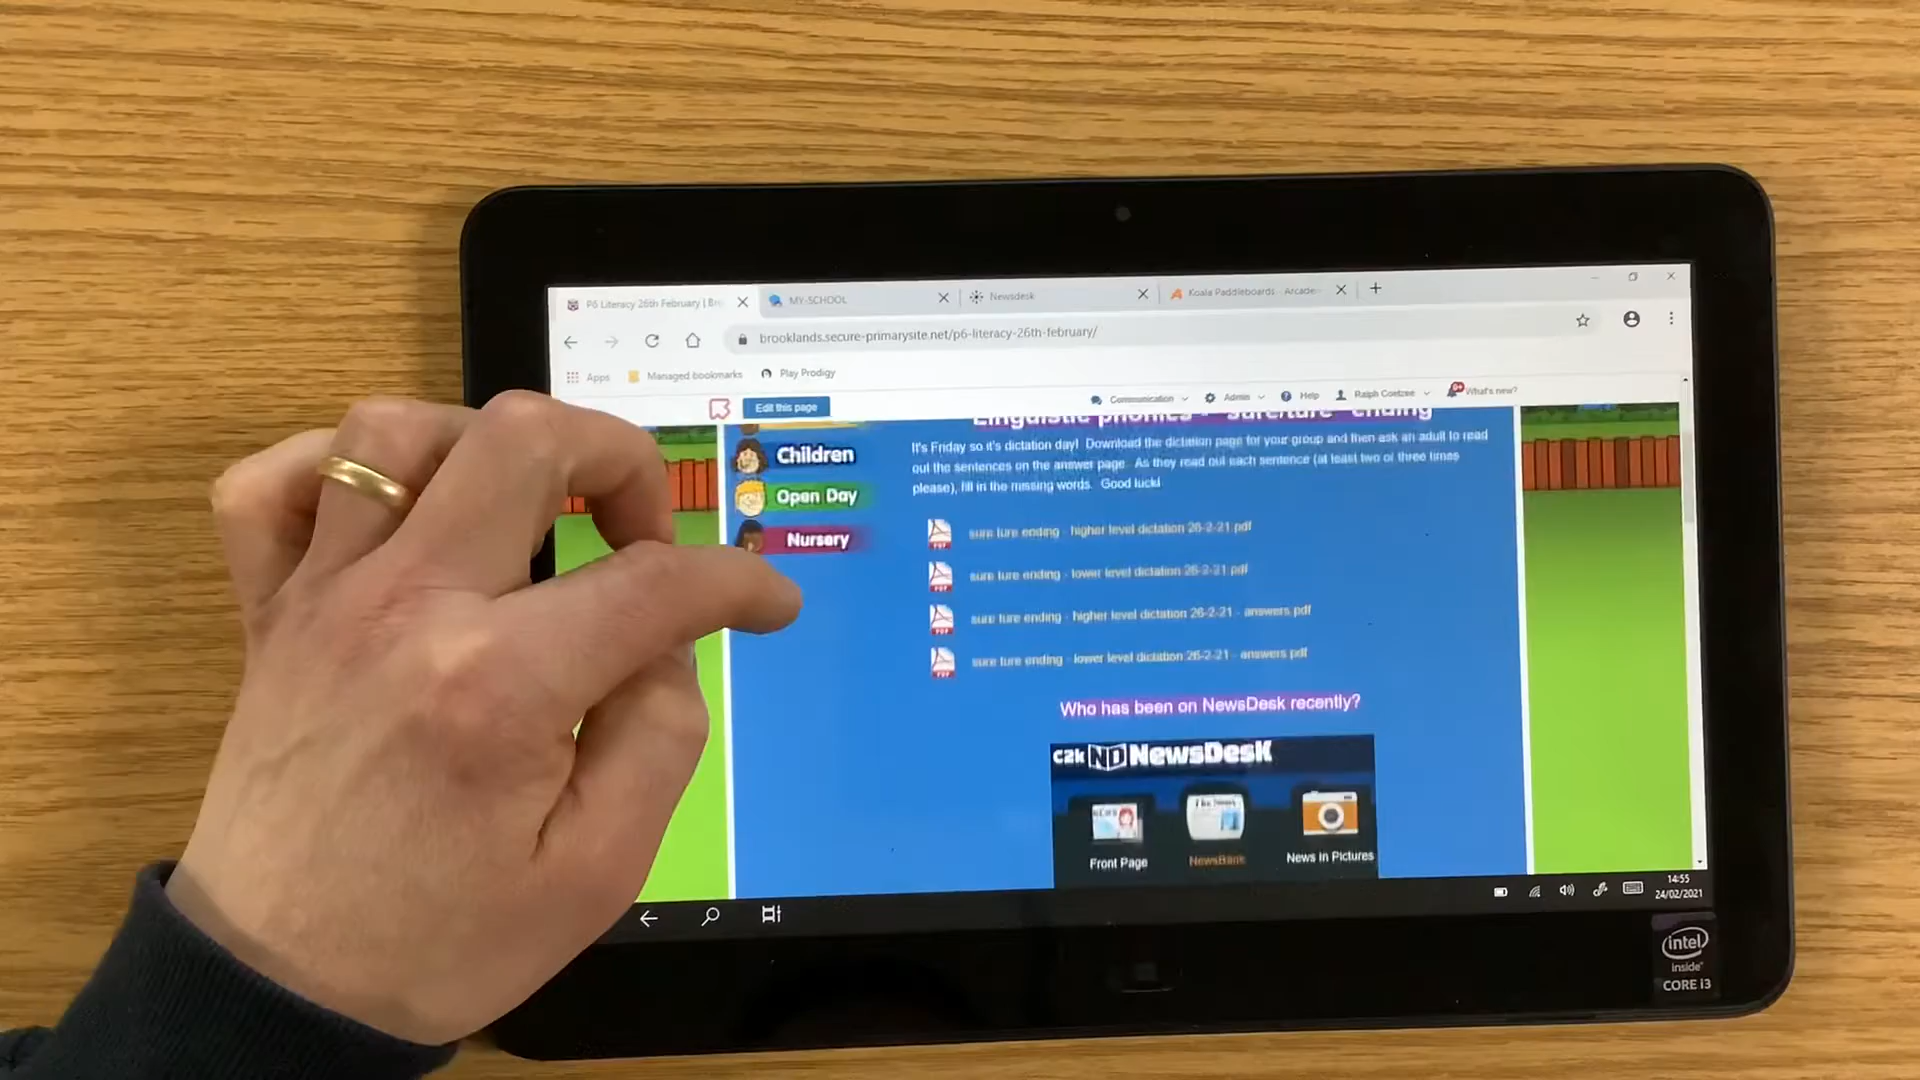 P6 Literacy 26th February | Br
MY-SCHOOL
Newsdesk
Koala Paddleboards - Arcade
brooklands.secure-primarysite.net/p6-literacy-26th-february/
Apps
Managed bookmarks
Play Prodigy
Edit this page
Communication
Admin
Help
Ralph Coetzee
What's new?
Linguistic phonics - "sure/ture" ending
Children
Open Day
Nursery
It's Friday so it's dictation day! Download the dictation page for your group and then ask an adult to read
out the sentences on the answer page. As they read out each sentence (at least two or three times
please), fill in the missing words. Good luck!
sure ture ending - higher level dictation 26-2-21.pdf
sure ture ending - lower level dictation 26-2-21.pdf
sure ture ending - higher level dictation 26-2-21 - answers.pdf
sure ture ending - lower level dictation 26-2-21 - answers.pdf
Who has been on NewsDesk recently?
C2k ND NewsDesk
Front Page
NewsBank
News in Pictures
14:55
24/02/2021
intel
inside
CORE i3